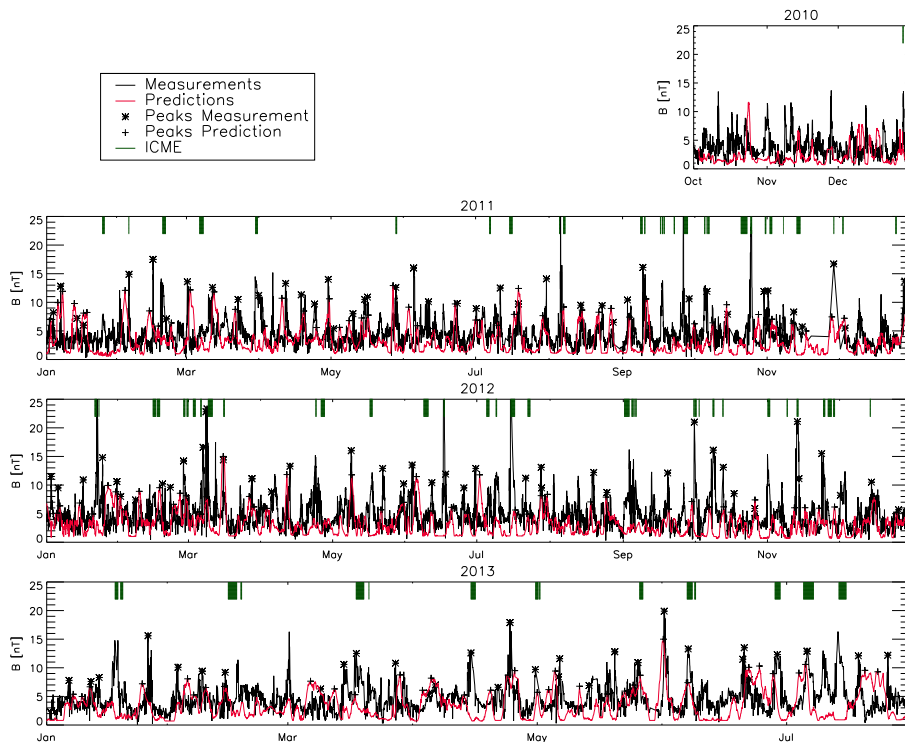 2010
25
20
15
10
5
0
B [nT]
Oct
Nov
Dec
Measurements
Predictions
Peaks Measurement
Peaks Prediction
ICME
2011
25
20
15
10
5
0
B [nT]
Jan
Mar
May
Jul
Sep
Nov
2012
25
20
15
10
5
0
B [nT]
Jan
Mar
May
Jul
Sep
Nov
2013
25
20
15
10
5
0
B [nT]
Jan
Mar
May
Jul